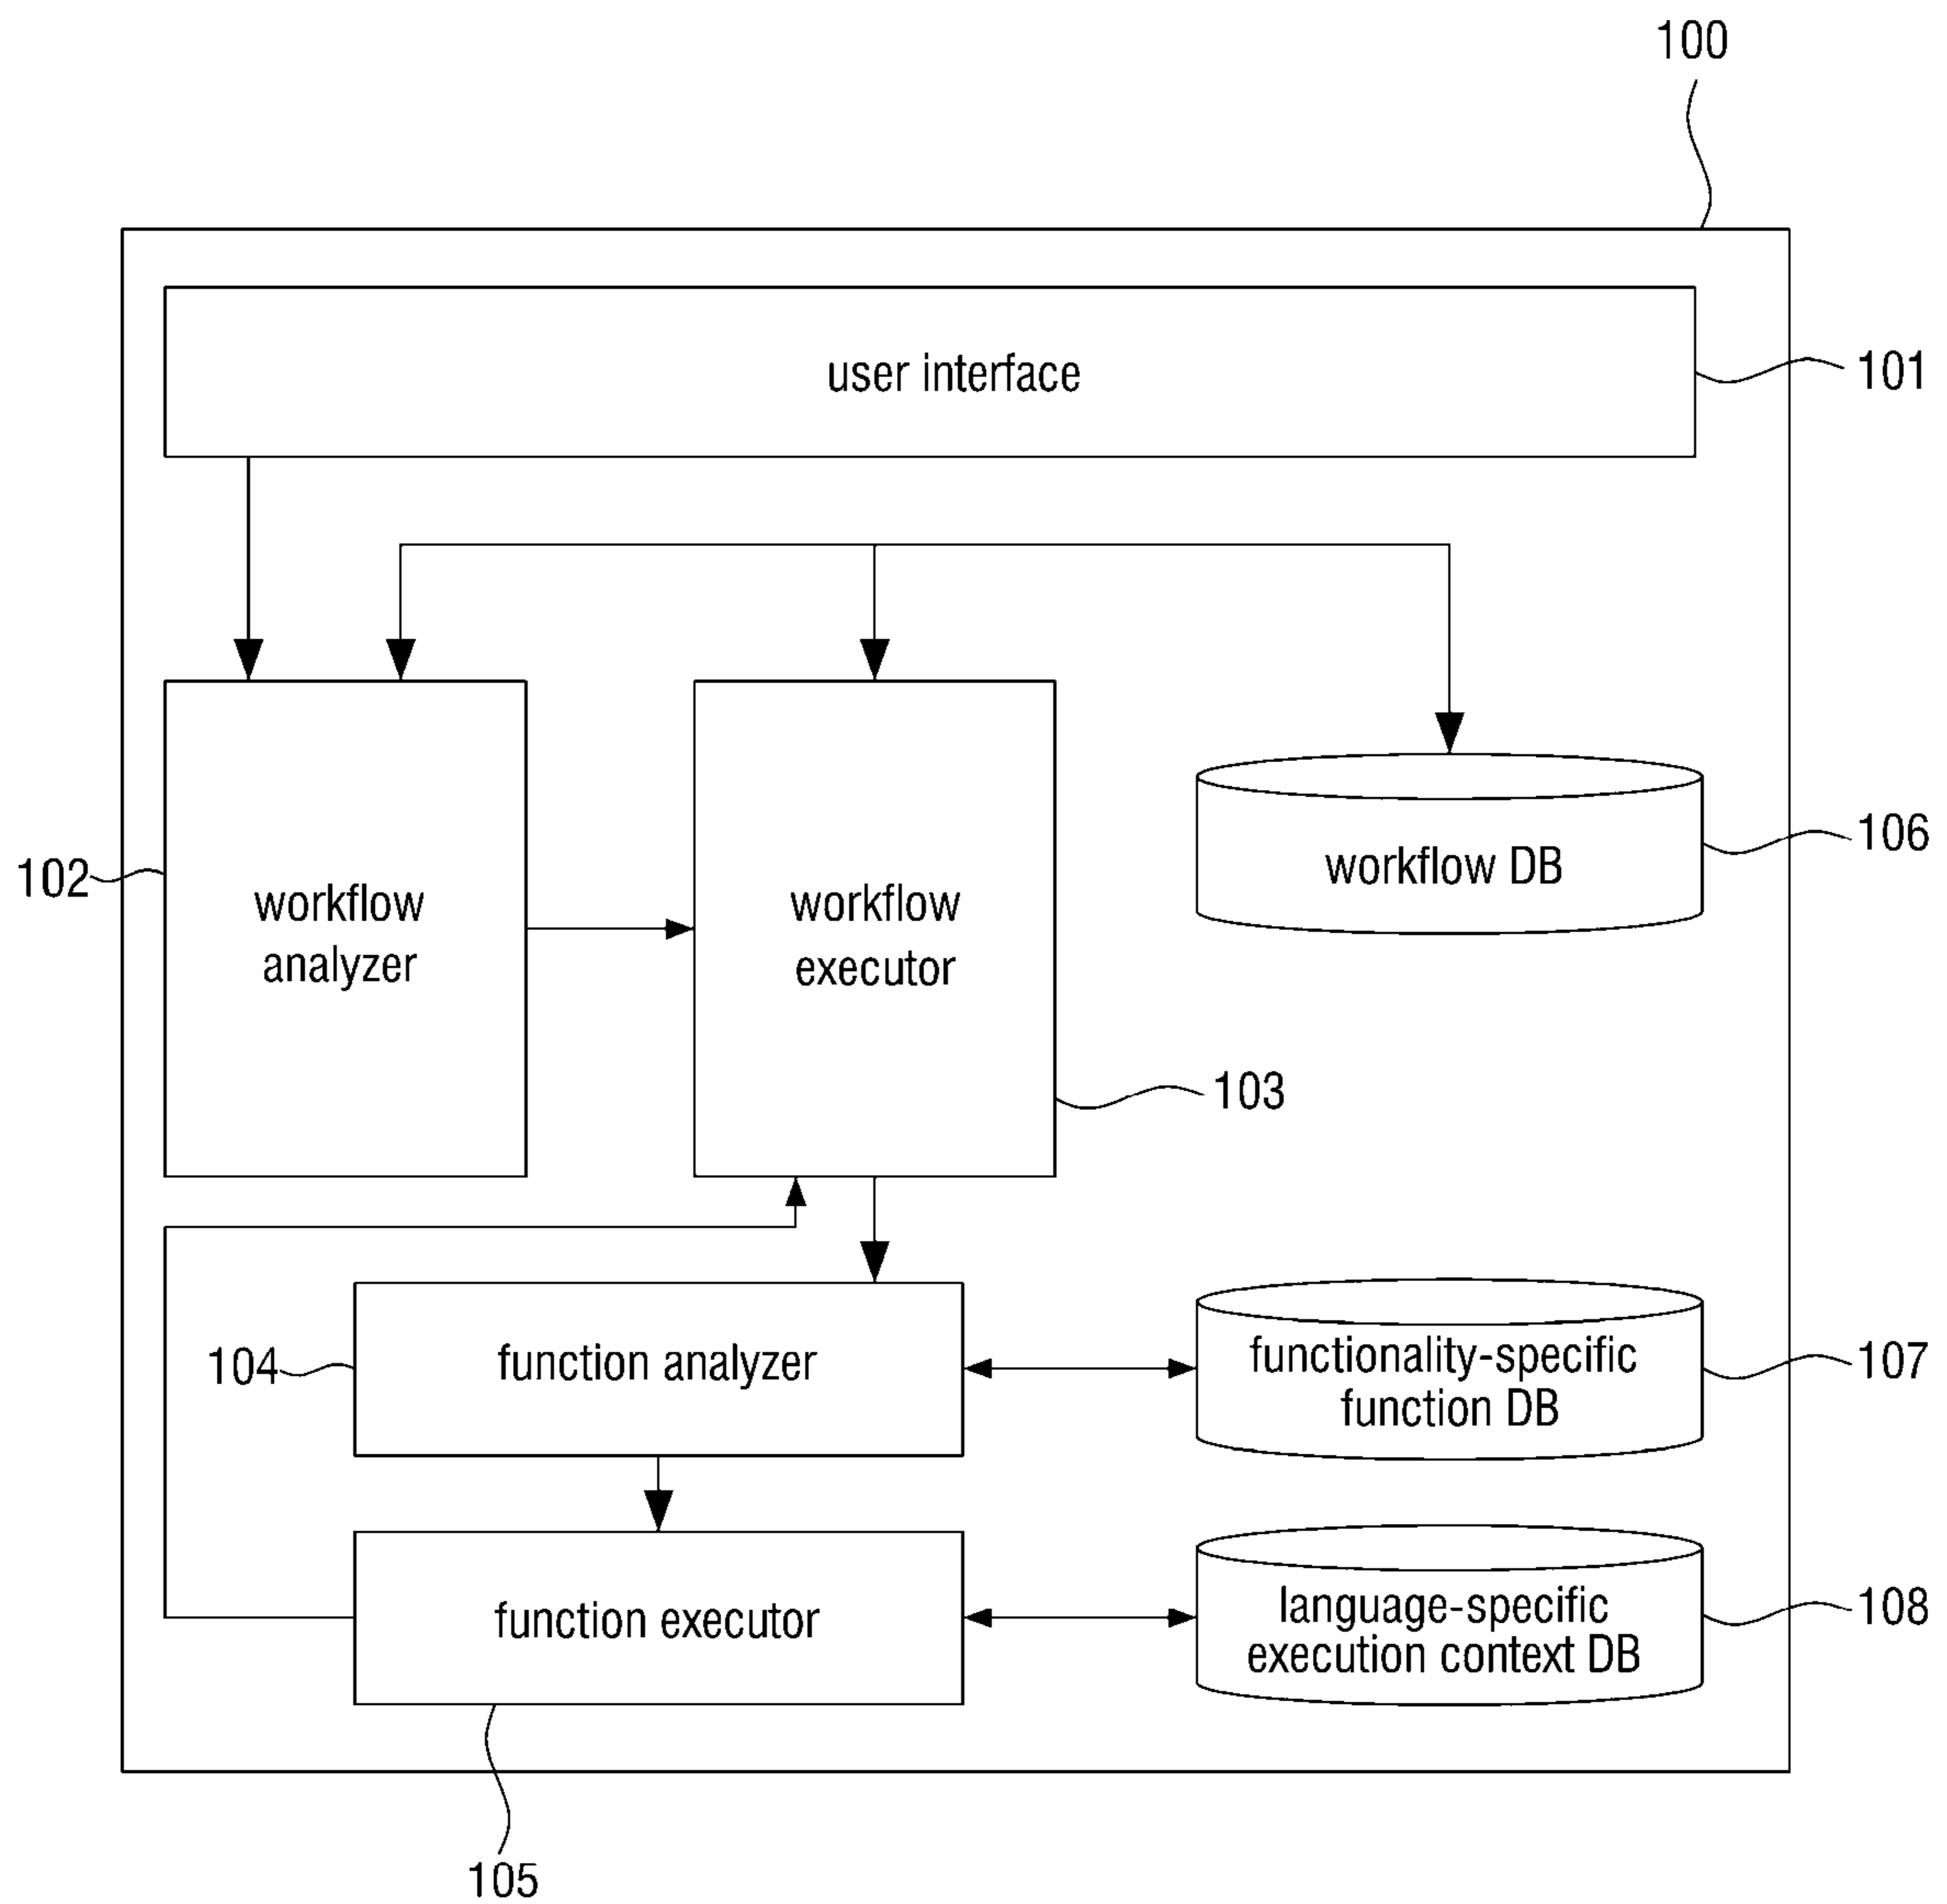 100
user interface
101
102
workflow
analyzer
workflow
executor
workflow DB
106
103
104
function analyzer
functionality-specific
function DB
107
function executor
language-specific
execution context DB
108
105